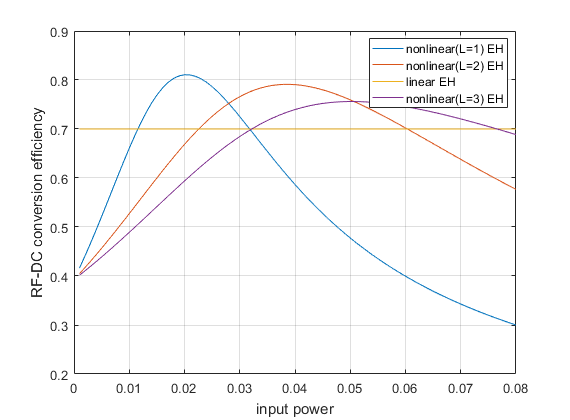 0.9
0.8
0.7
0.6
0.5
0.4
0.3
0.2
RF-DC conversion efficiency
nonlinear(L=1) EH
nonlinear(L=2) EH
linear EH
nonlinear(L=3) EH
0 0.01 0.02 0.03 0.04 0.05 0.06 0.07 0.08
input power